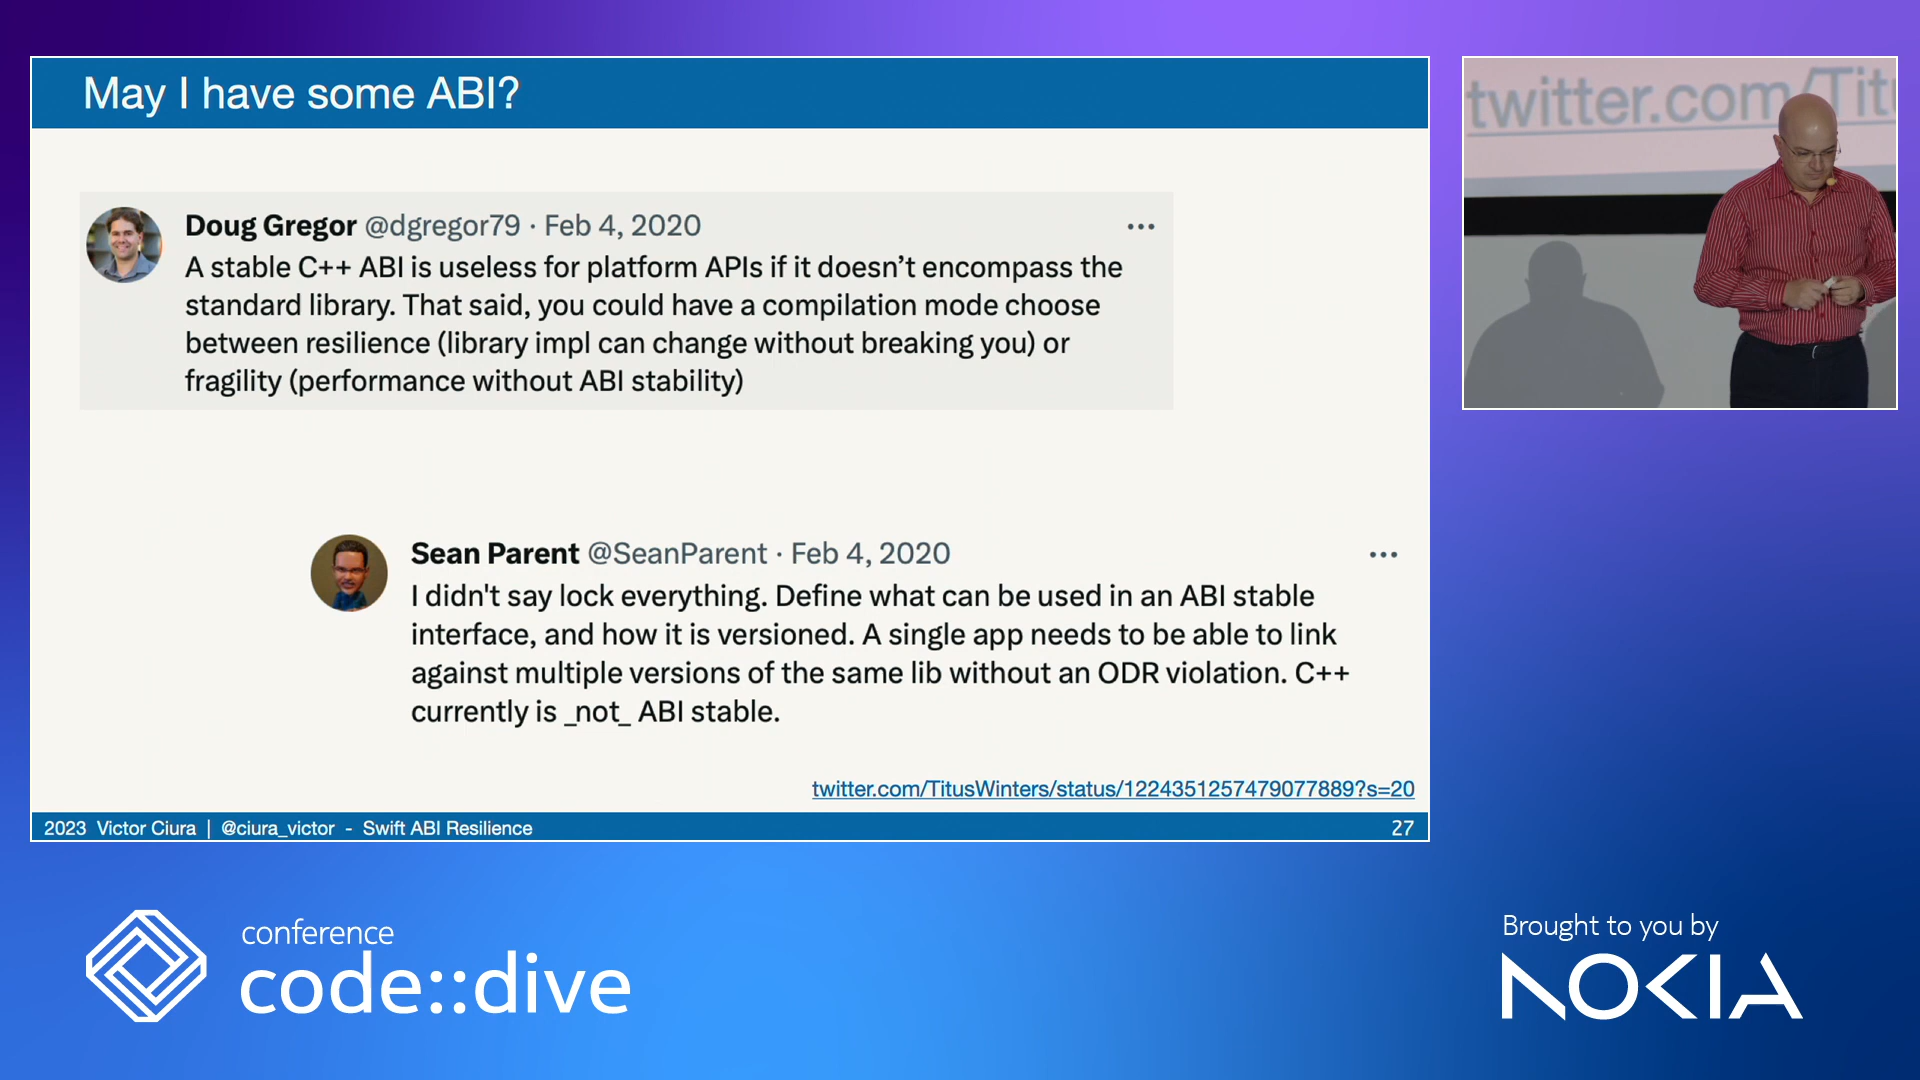 May I have some ABI?
Doug Gregor @dgregor79 · Feb 4, 2020
A stable C++ ABI is useless for platform APIs if it doesn’t encompass the
standard library. That said, you could have a compilation mode choose
between resilience (library impl can change without breaking you) or
fragility (performance without ABI stability)
Sean Parent @SeanParent · Feb 4, 2020
I didn't say lock everything. Define what can be used in an ABI stable
interface, and how it is versioned. A single app needs to be able to link
against multiple versions of the same lib without an ODR violation. C++
currently is _not_ ABI stable.
twitter.com/TitusWinters/status/1224351257479077889?s=20
2023 Victor Ciura | @ciura_victor - Swift ABI Resilience
27
twitter.com/Titu
conference
code::dive
Brought to you by
NOKIA